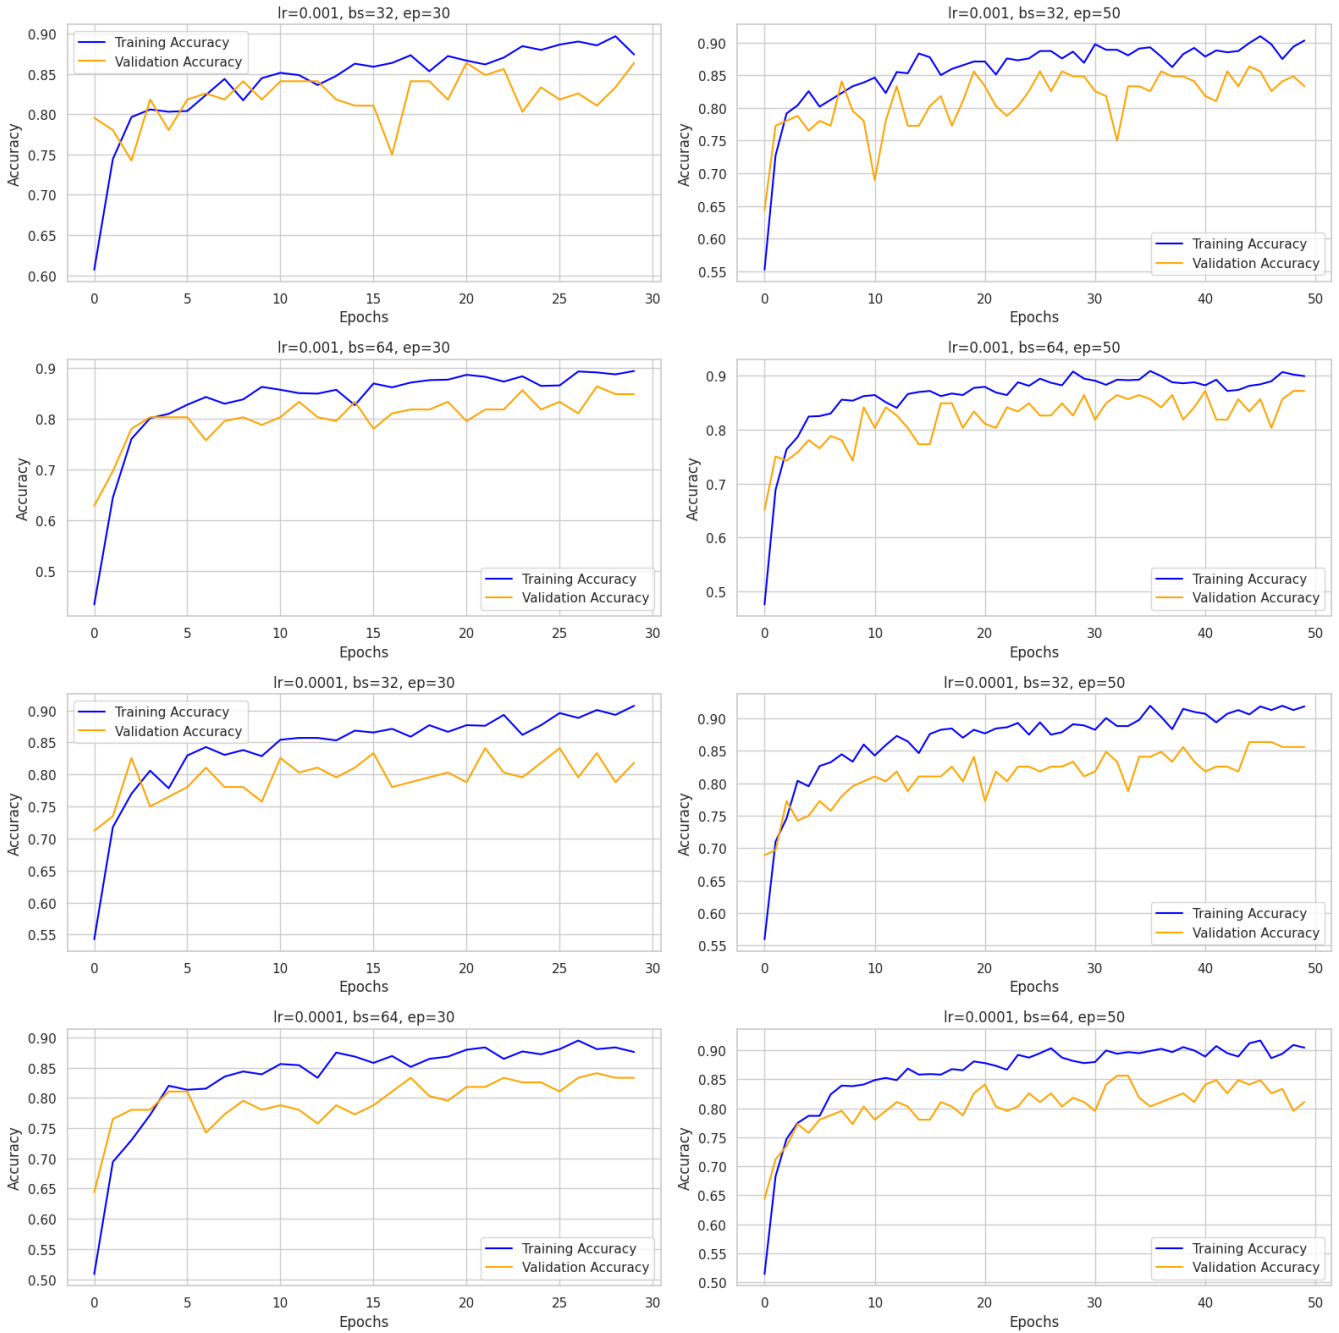 lr=0.001, bs=32, ep=30
Accuracy
0.90
0.85
0.80
0.75
0.70
0.65
0.60
Training Accuracy
Validation Accuracy
0 5 10 15 20 25 30
Epochs
lr=0.001, bs=32, ep=50
Accuracy
0.90
0.85
0.80
0.75
0.70
0.65
0.60
0.55
Training Accuracy
Validation Accuracy
0 10 20 30 40 50
Epochs
lr=0.001, bs=64, ep=30
Accuracy
0.9
0.8
0.7
0.6
0.5
Training Accuracy
Validation Accuracy
0 5 10 15 20 25 30
Epochs
lr=0.001, bs=64, ep=50
Accuracy
0.9
0.8
0.7
0.6
0.5
Training Accuracy
Validation Accuracy
0 10 20 30 40 50
Epochs
lr=0.0001, bs=32, ep=30
Accuracy
0.90
0.85
0.80
0.75
0.70
0.65
0.60
0.55
Training Accuracy
Validation Accuracy
0 5 10 15 20 25 30
Epochs
lr=0.0001, bs=32, ep=50
Accuracy
0.90
0.85
0.80
0.75
0.70
0.65
0.60
0.55
Training Accuracy
Validation Accuracy
0 10 20 30 40 50
Epochs
lr=0.0001, bs=64, ep=30
Accuracy
0.90
0.85
0.80
0.75
0.70
0.65
0.60
0.55
0.50
Training Accuracy
Validation Accuracy
0 5 10 15 20 25 30
Epochs
lr=0.0001, bs=64, ep=50
Accuracy
0.90
0.85
0.80
0.75
0.70
0.65
0.60
0.55
0.50
Training Accuracy
Validation Accuracy
0 10 20 30 40 50
Epochs